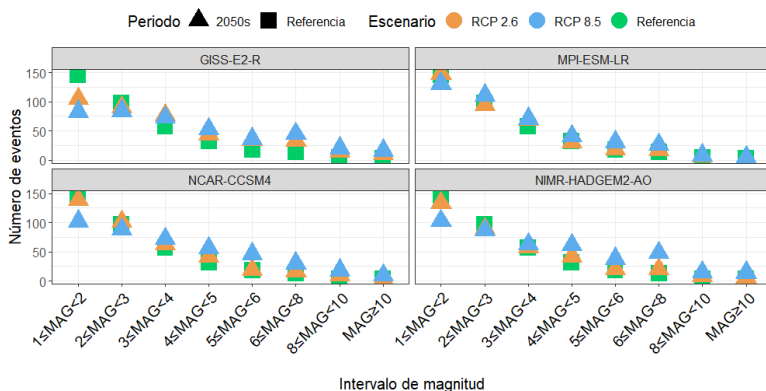 Periodo 2050s Referencia Escenario RCP 2.6 RCP 8.5 Referencia
GISS-E2-R MPI-ESM-LR
150
100
50
0
NCAR-CCSM4 NIMR-HADGEM2-AO
150
100
50
0
Número de eventos
1≤MAG<2 2≤MAG<3 3≤MAG<4 4≤MAG<5 5≤MAG<6 6≤MAG<8 8≤MAG<10 MAG≥10 1≤MAG<2 2≤MAG<3 3≤MAG<4 4≤MAG<5 5≤MAG<6 6≤MAG<8 8≤MAG<10 MAG≥10
Intervalo de magnitud